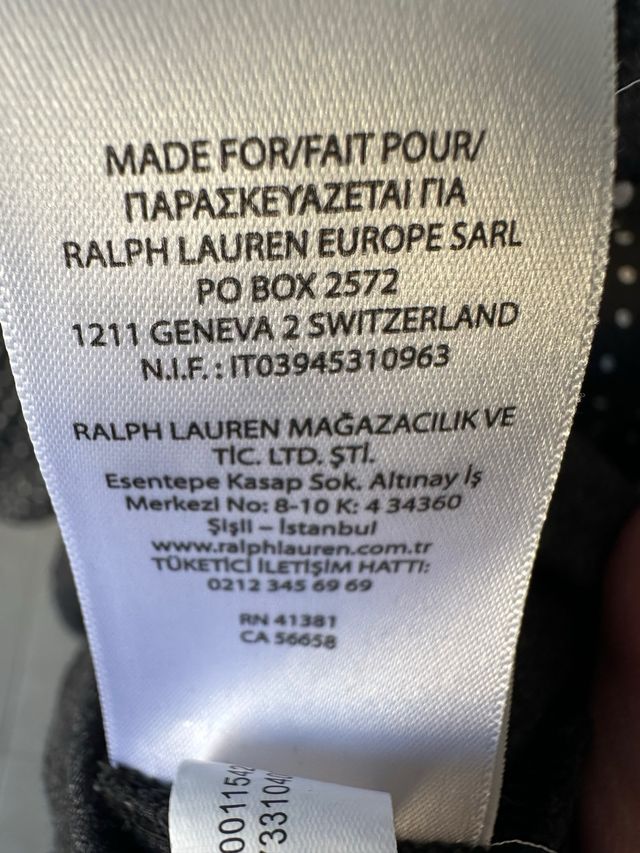 MADE FOR/FAIT POUR/
ΠΑΡΑΣΚΕΥΑΖΕΤΑΙ ΓΙΑ
RALPH LAUREN EUROPE SARL
PO BOX 2572
1211 GENEVA 2 SWITZERLAND
N.I.F. : IT03945310963
RALPH LAUREN MAĞAZACILIK VE
TİC. LTD. ŞTİ.
Esentepe Kasap Sok. Altınay İş
Merkezi No: 8-10 K: 4 34360
Şişli – İstanbul
www.ralphlauren.com.tr
TÜKETİCİ İLETİŞİM HATTI:
0212 345 69 69
RN 41381
CA 56658